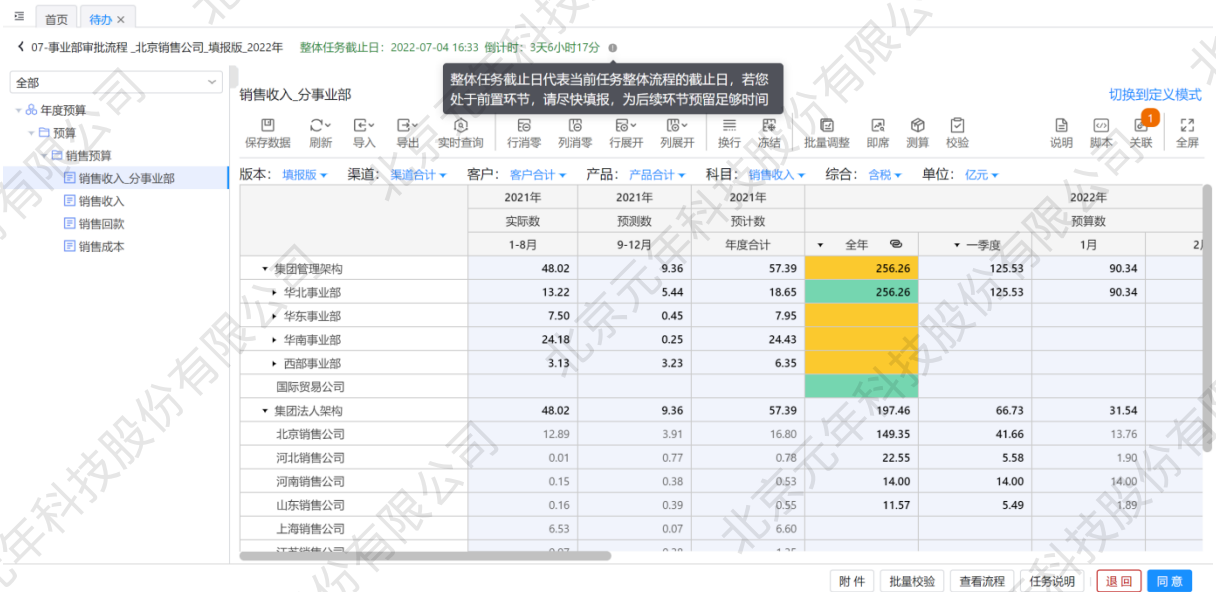 首页 待办 ×
07-事业部审批流程 _北京销售公司_填报版_2022年 整体任务截止日：2022-07-04 16:33 倒计时：3天6小时17分
整体任务截止日代表当前任务整体流程的截止日，若您
处于前置环节，请尽快填报，为后续环节预留足够时间
全部
年度预算
预算
销售预算
销售收入_分事业部
销售收入
销售回款
销售成本
销售收入_分事业部 切换到定义模式
保存数据 刷新 导入 导出 实时查询 行消零 列消零 行展开 列展开 换行 冻结 批量调整 即席 测算 校验 说明 脚本 关联 1 全屏
版本： 填报版 渠道： 渠道合计 客户： 客户合计 产品： 产品合计 科目： 销售收入 综合： 含税 单位： 亿元
2021年 2021年 2021年 2022年
实际数 预测数 预计数 预算数
1-8月 9-12月 年度合计 全年 一季度 1月
集团管理架构 48.02 9.36 57.39 256.26 125.53 90.34
华北事业部 13.22 5.44 18.65 256.26 125.53 90.34
华东事业部 7.50 0.45 7.95
华南事业部 24.18 0.25 24.43
西部事业部 3.13 3.23 6.35
国际贸易公司
集团法人架构 48.02 9.36 57.39 197.46 66.73 31.54
北京销售公司 12.89 3.91 16.80 149.35 41.66 13.76
河北销售公司 0.01 0.77 0.78 22.55 5.58 1.90
河南销售公司 0.15 0.38 0.53 14.00 14.00 14.00
山东销售公司 0.16 0.39 0.55 11.57 5.49 1.89
上海销售公司 6.53 0.07 6.60
附 件 批量校验 查看流程 任务说明 退 回 同 意